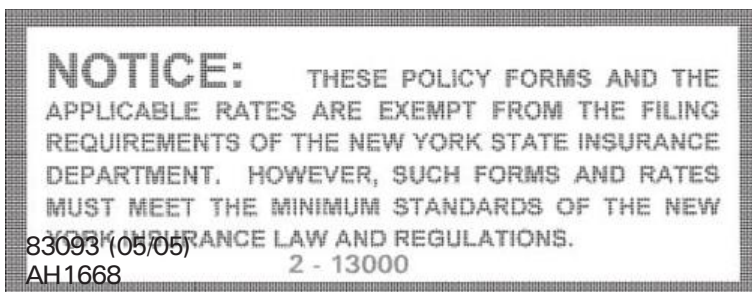 NOTICE: THESE POLICY FORMS AND THE
APPLICABLE RATES ARE EXEMPT FROM THE FILING
REQUIREMENTS OF THE NEW YORK STATE INSURANCE
DEPARTMENT. HOWEVER, SUCH FORMS AND RATES
MUST MEET THE MINIMUM STANDARDS OF THE NEW
YORK INSURANCE LAW AND REGULATIONS.
83093 (05/05)
2 - 13000
AH1668